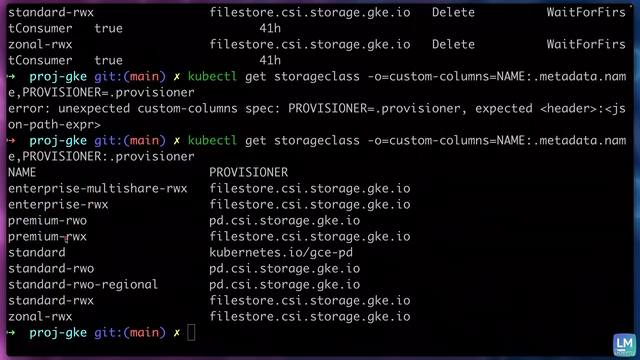 standard-rwx filestore.csi.storage.gke.io Delete WaitForFirs
tConsumer true 41h
zonal-rwx filestore.csi.storage.gke.io Delete WaitForFirs
tConsumer true 41h
→ proj-gke git:(main) ✗ kubectl get storageclass -o=custom-columns=NAME:.metadata.nam
e,PROVISIONER=.provisioner
error: unexpected custom-columns spec: PROVISIONER=.provisioner, expected <header>:<js
on-path-expr>
→ proj-gke git:(main) ✗ kubectl get storageclass -o=custom-columns=NAME:.metadata.nam
e,PROVISIONER:.provisioner
NAME PROVISIONER
enterprise-multishare-rwx filestore.csi.storage.gke.io
enterprise-rwx filestore.csi.storage.gke.io
premium-rwo pd.csi.storage.gke.io
premium-rwx filestore.csi.storage.gke.io
standard kubernetes.io/gce-pd
standard-rwo pd.csi.storage.gke.io
standard-rwo-regional pd.csi.storage.gke.io
standard-rwx filestore.csi.storage.gke.io
zonal-rwx filestore.csi.storage.gke.io
→ proj-gke git:(main) ✗
LM